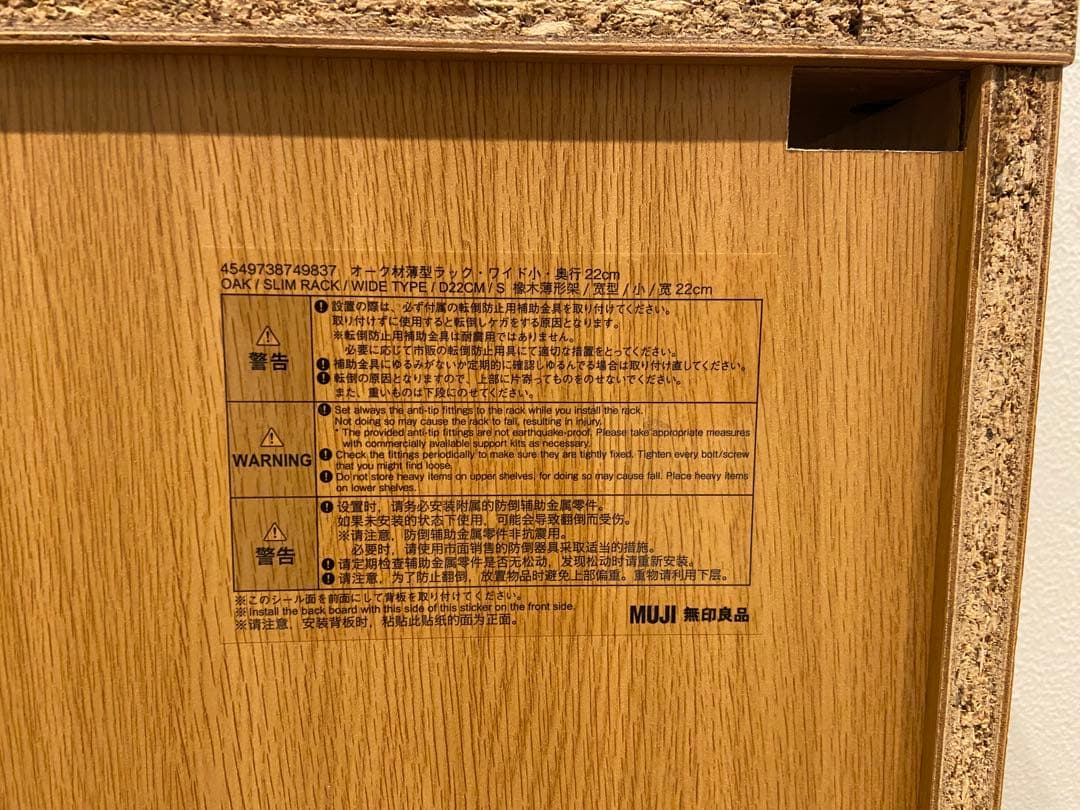 4549738749837 オーク材薄型ラック・ワイド小・奥行22cm
OAK / SLIM RACK / WIDE TYPE / D22CM / S 橡木薄形架 / 宽型 / 小 / 宽22cm
警告
❶設置の際は、必ず付属の転倒防止用補助金具を取り付けてください。
取り付けずに使用すると転倒しケガをする原因となります。
※転倒防止用補助金具は耐震用ではありません。
必要に応じて市販の転倒防止用具にて適切な措置をとってください。
❶補助金具にゆるみがないか定期的に確認しゆるんでる場合は取り付け直してください。
❶転倒の原因となりますので、上部に片寄ってものをのせないでください。
また、重いものは下段にのせてください。
WARNING
❶Set always the anti-tip fittings to the rack while you install the rack.
Not doing so may cause the rack to fall, resulting in injury.
* The provided anti-tip fittings are not earthquake-proof. Please take appropriate measures
with commercially available support kits as necessary.
❶Check the fittings periodically to make sure they are tightly fixed. Tighten every bolt/screw
that you might find loose.
❶Do not store heavy items on upper shelves, for doing so may cause fall. Place heavy items
on lower shelves.
警告
❶设置时，请务必安装附属的防倒辅助金属零件。
如果未安装的状态下使用，可能会导致翻倒而受伤。
※请注意，防倒辅助金属零件非抗震用。
必要时，请使用市面销售的防倒器具采取适当的措施。
❶请定期检查辅助金属零件是否无松动，发现松动时请重新安装。
❶请注意，为了防止翻倒，放置物品时避免上部偏重。重物请利用下层。
※このシール面を前面にして背板を取り付けてください。
※Install the back board with this side of this sticker on the front side.
※请注意，安装背板时，粘贴此贴纸的面为正面。
MUJI 無印良品